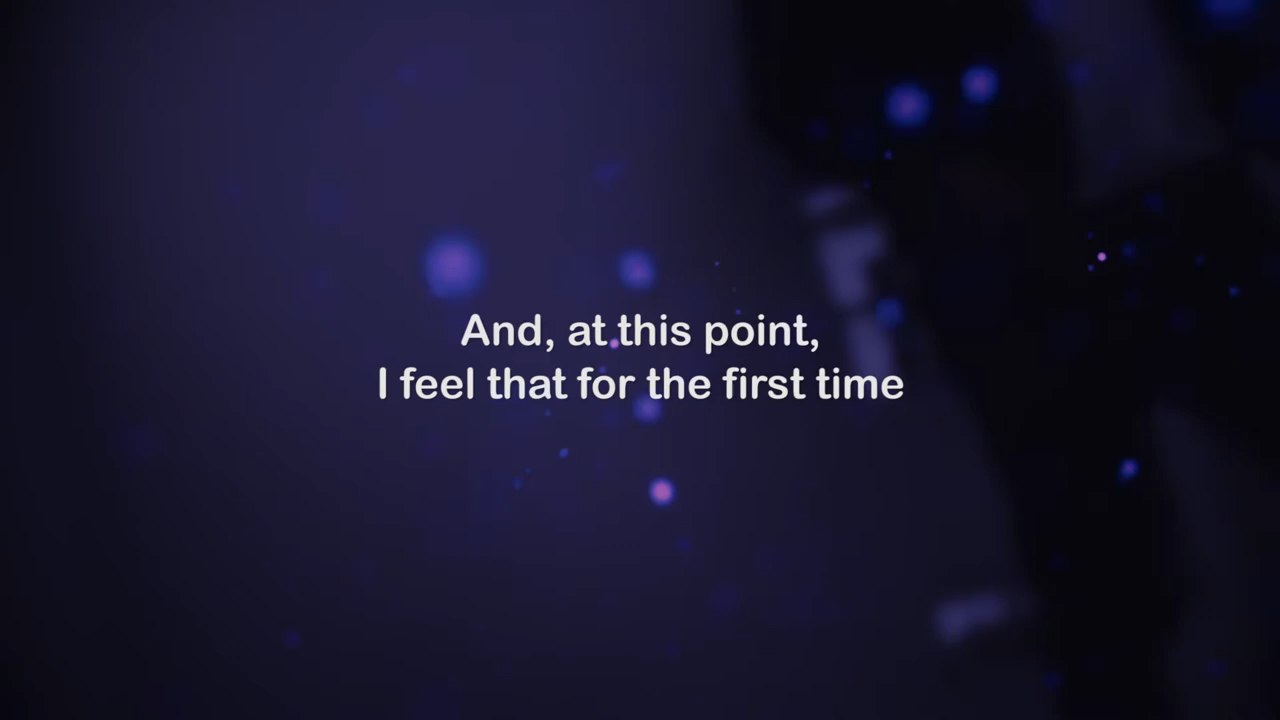 And, at this point,
I feel that for the first time